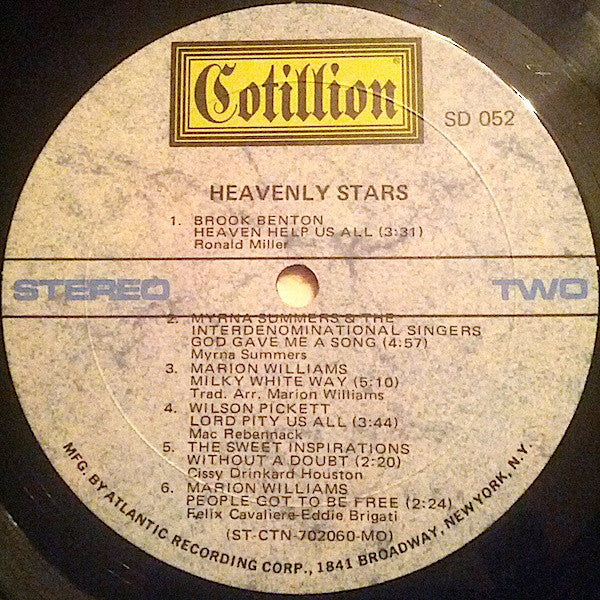 Cotillion®
SD 052
HEAVENLY STARS
1. BROOK BENTON
HEAVEN HELP US ALL (3:31)
Ronald Miller
STEREO TWO
2. MYRNA SUMMERS & THE
INTERDENOMINATIONAL SINGERS
GOD GAVE ME A SONG (4:57)
Myrna Summers
3. MARION WILLIAMS
MILKY WHITE WAY (5:10)
Trad. Arr. Marion Williams
4. WILSON PICKETT
LORD PITY US ALL (3:44)
Mac Rebannack
5. THE SWEET INSPIRATIONS
WITHOUT A DOUBT (2:20)
Cissy Drinkard Houston
6. MARION WILLIAMS
PEOPLE GOT TO BE FREE (2:24)
Felix Cavaliere-Eddie Brigati
(ST-CTN-702060-MO)
MFG. BY ATLANTIC RECORDING CORP., 1841 BROADWAY, NEW YORK, N.Y.